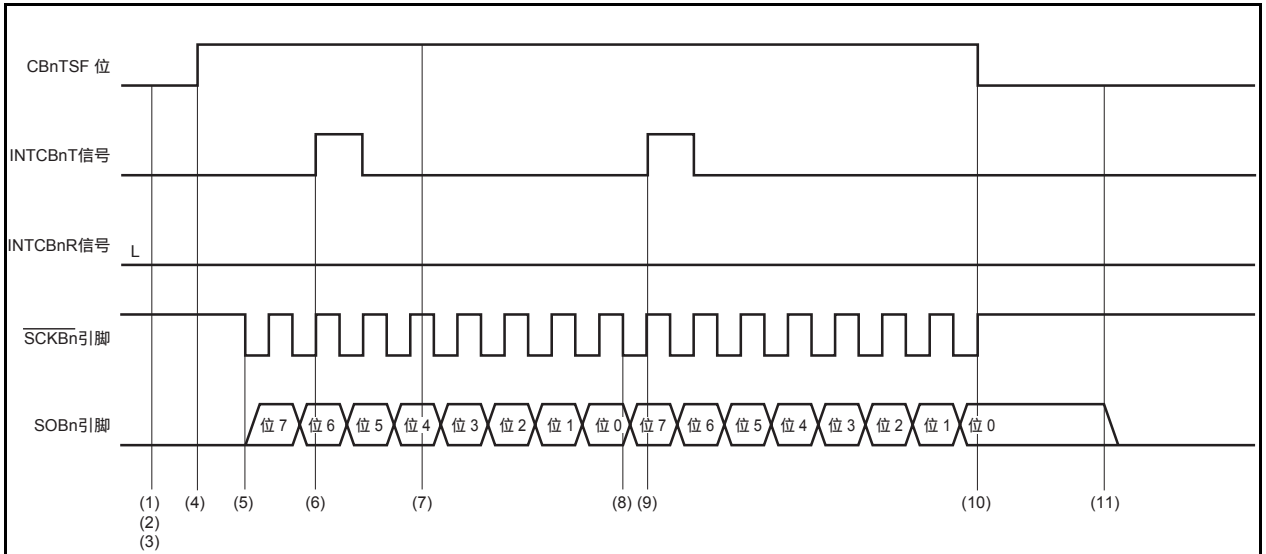 CBnTSF 位
INTCBnT信号
INTCBnR信号 L
SCKBn引脚
SOBn引脚 位 7 位 6 位 5 位 4 位 3 位 2 位 1 位 0 位 7 位 6 位 5 位 4 位 3 位 2 位 1 位 0
(1) (4) (5) (6) (7) (8) (9) (10) (11)
(2)
(3)